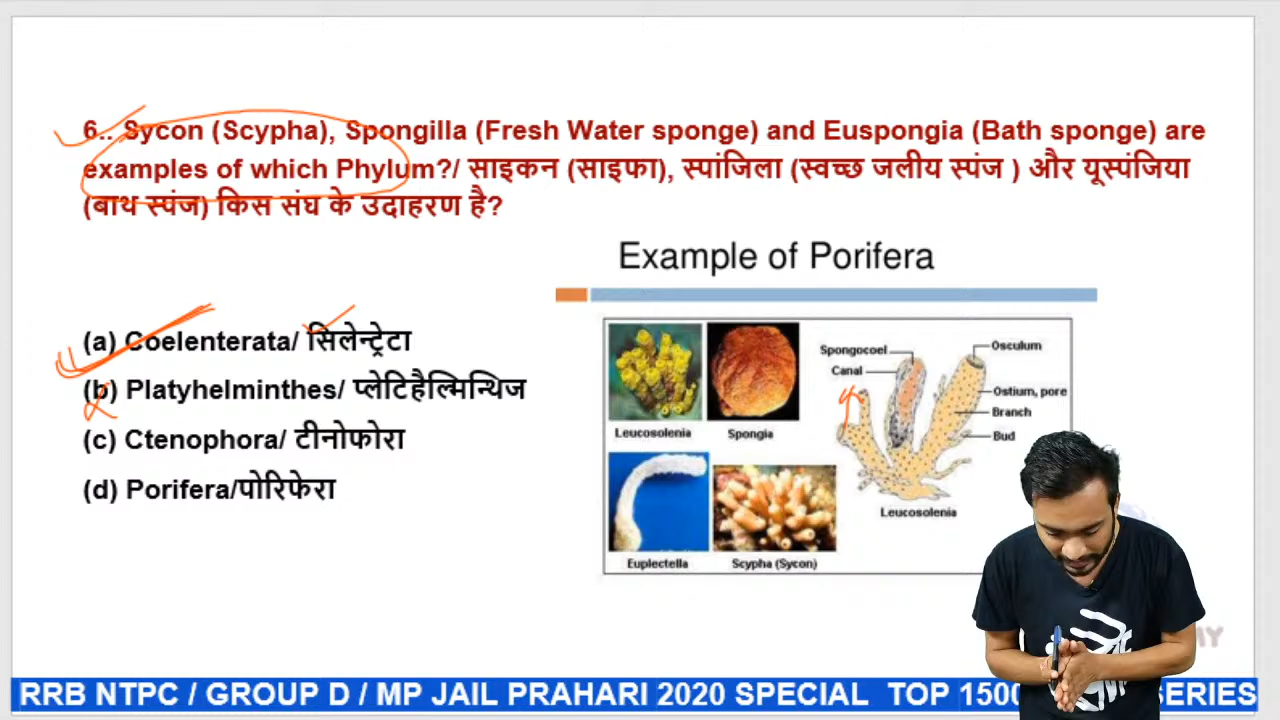 6.. Sycon (Scypha), Spongilla (Fresh Water sponge) and Euspongia (Bath sponge) are
examples of which Phylum?/ साइकन (साइफा), स्पांजिला (स्वच्छ जलीय स्पंज ) और यूस्पंजिया
(बाथ स्पंज) किस संघ के उदाहरण है?
Example of Porifera
(a) Coelenterata/ सिलेन्ट्रेटा
(b) Platyhelminthes/ प्लेटिहैल्मिन्थिज
(c) Ctenophora/ टीनोफोरा
(d) Porifera/पोरिफेरा
Leucosolenia
Spongia
Euplectella
Scypha (Sycon)
Spongocoel
Canal
Osculum
Ostium, pore
Branch
Bud
Leucosolenia
RRB NTPC / GROUP D / MP JAIL PRAHARI 2020 SPECIAL TOP 1500 SERIES